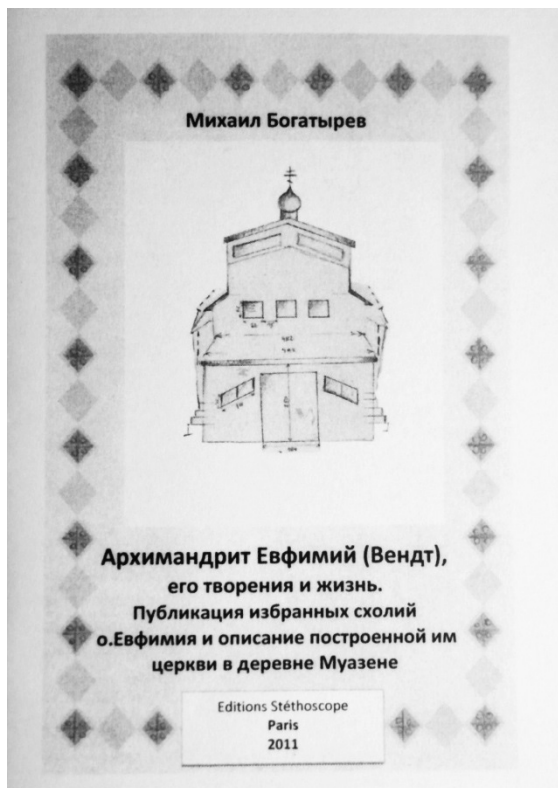 Михаил Богатырев
Архимандрит Евфимий (Вендт),
его творения и жизнь.
Публикация избранных схолий
о.Евфимия и описание построенной им
церкви в деревне Муазене
Editions Stéthoscope
Paris
2011